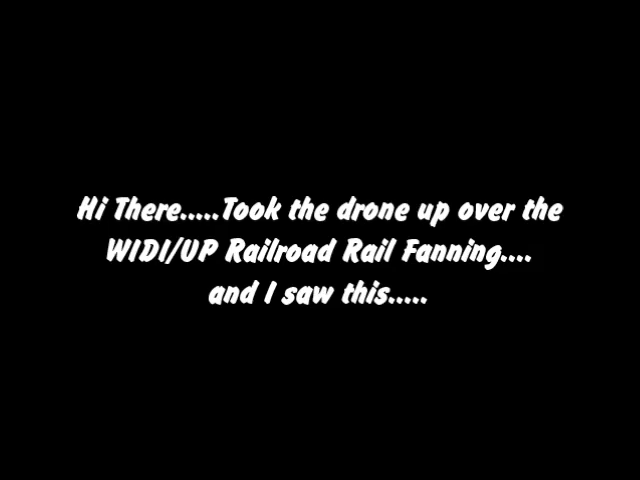 Hi There.....Took the drone up over the
WIDI/UP Railroad Rail Fanning....
and I saw this.....